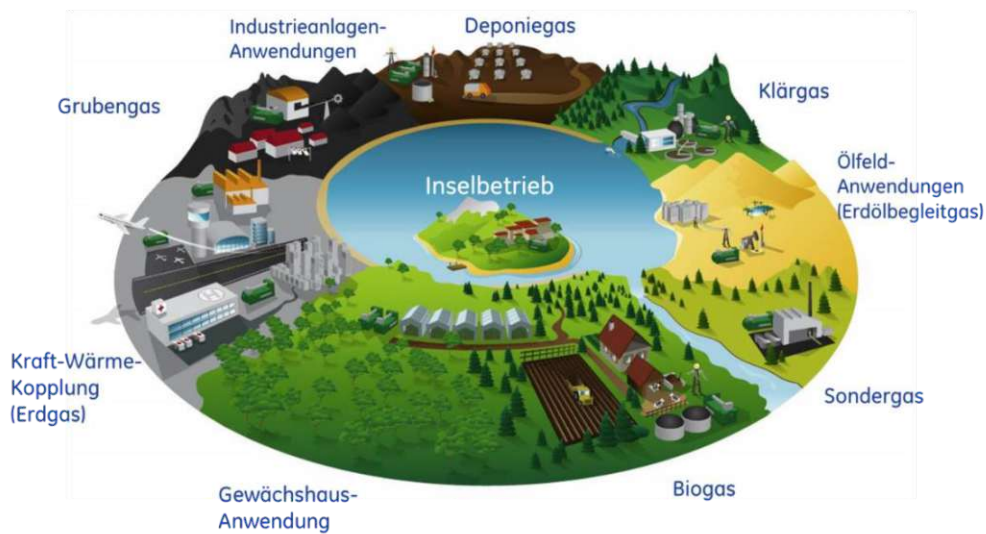 Industrieanlagen-
Anwendungen
Deponiegas
Grubengas
Klärgas
Ölfeld-
Anwendungen
(Erdölbegleitgas)
Inselbetrieb
Kraft-Wärme-
Kopplung
(Erdgas)
Sondergas
Gewächshaus-
Anwendung
Biogas